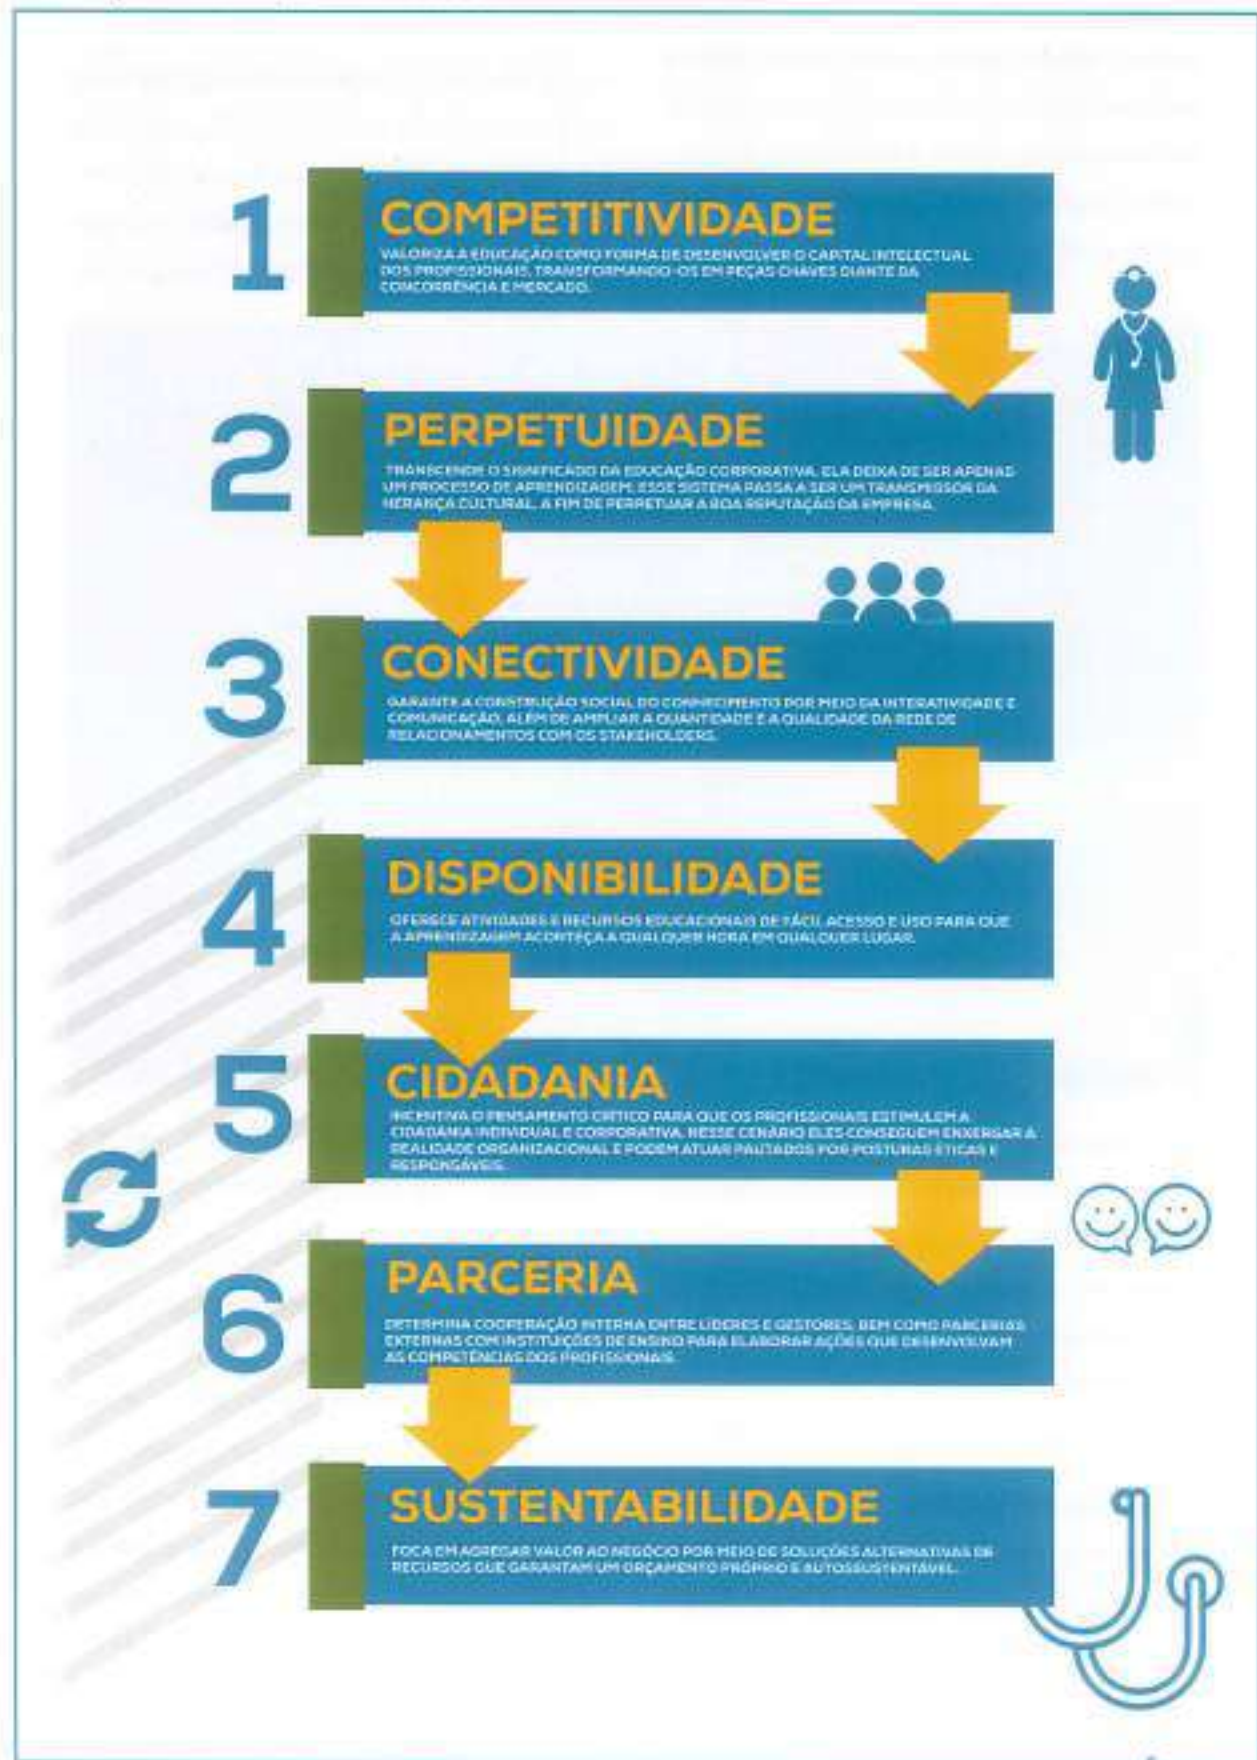 1
COMPETITIVIDADE
VALORIZA A EDUCAÇÃO COMO FORMA DE DESENVOLVER O CAPITAL INTELECTUAL
DOS PROFISSIONAIS, TRANSFORMANDO-OS EM PEÇAS CHAVES DIANTE DA
CONCORRÊNCIA E MERCADO.
2
PERPETUIDADE
TRANSCENDE O SIGNIFICADO DA EDUCAÇÃO CORPORATIVA. ELA DEIXA DE SER APENAS
UM PROCESSO DE APRENDIZAGEM. ESSE SISTEMA PASSA A SER UM TRANSMISSOR DA
HERANÇA CULTURAL, A FIM DE PERPETUAR A BOA REPUTAÇÃO DA EMPRESA.
3
CONECTIVIDADE
GARANTE A CONSTRUÇÃO SOCIAL DO CONHECIMENTO POR MEIO DA INTERATIVIDADE E
COMUNICAÇÃO, ALÉM DE AMPLIAR A QUANTIDADE E A QUALIDADE DA REDE DE
RELACIONAMENTOS COM OS STAKEHOLDERS.
4
DISPONIBILIDADE
OFERECE ATIVIDADES E RECURSOS EDUCACIONAIS DE FÁCIL ACESSO E USO PARA QUE
A APRENDIZAGEM ACONTEÇA A QUALQUER HORA EM QUALQUER LUGAR.
5
CIDADANIA
INCENTIVA O PENSAMENTO CRÍTICO PARA QUE OS PROFISSIONAIS ESTIMULEM A
CIDADANIA INDIVIDUAL E CORPORATIVA. NESSE CENÁRIO ELES CONSEGUEM ENXERGAR A
REALIDADE ORGANIZACIONAL E PODEM ATUAR PAUTADOS POR POSTURAS ÉTICAS E
RESPONSÁVEIS.
6
PARCERIA
DETERMINA COOPERAÇÃO INTERNA ENTRE LÍDERES E GESTORES, BEM COMO PARCERIAS
EXTERNAS COM INSTITUIÇÕES DE ENSINO PARA ELABORAR AÇÕES QUE DESENVOLVAM
AS COMPETÊNCIAS DOS PROFISSIONAIS.
7
SUSTENTABILIDADE
FOCA EM AGREGAR VALOR AO NEGÓCIO POR MEIO DE SOLUÇÕES ALTERNATIVAS DE
RECURSOS QUE GARANTAM UM ORÇAMENTO PRÓPRIO E AUTOSSUSTENTÁVEL.